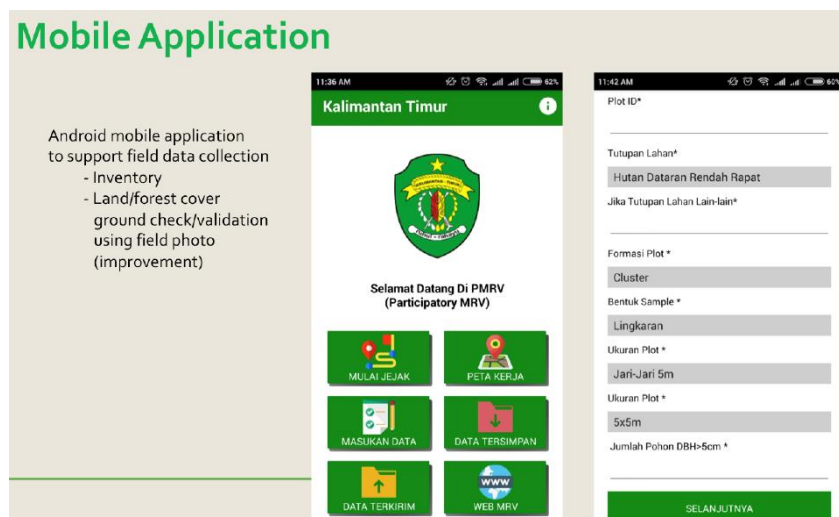 Mobile Application
Android mobile application
to support field data collection
- Inventory
- Land/forest cover
ground check/validation
using field photo
(improvement)
11:36 AM
62%
Kalimantan Timur
Selamat Datang Di PMRV
(Participatory MRV)
MULAI JEJAK
PETA KERJA
MASUKAN DATA
DATA TERSIMPAN
DATA TERKIRIM
WWW
WEB MRV
11:42 AM
60%
Plot ID*
Tutupan Lahan*
Hutan Dataran Rendah Rapat
Jika Tutupan Lahan Lain-lain*
Formasi Plot *
Cluster
Bentuk Sample *
Lingkaran
Ukuran Plot *
Jari-Jari 5m
Ukuran Plot *
5x5m
Jumlah Pohon DBH>5cm *
SELANJUTNYA